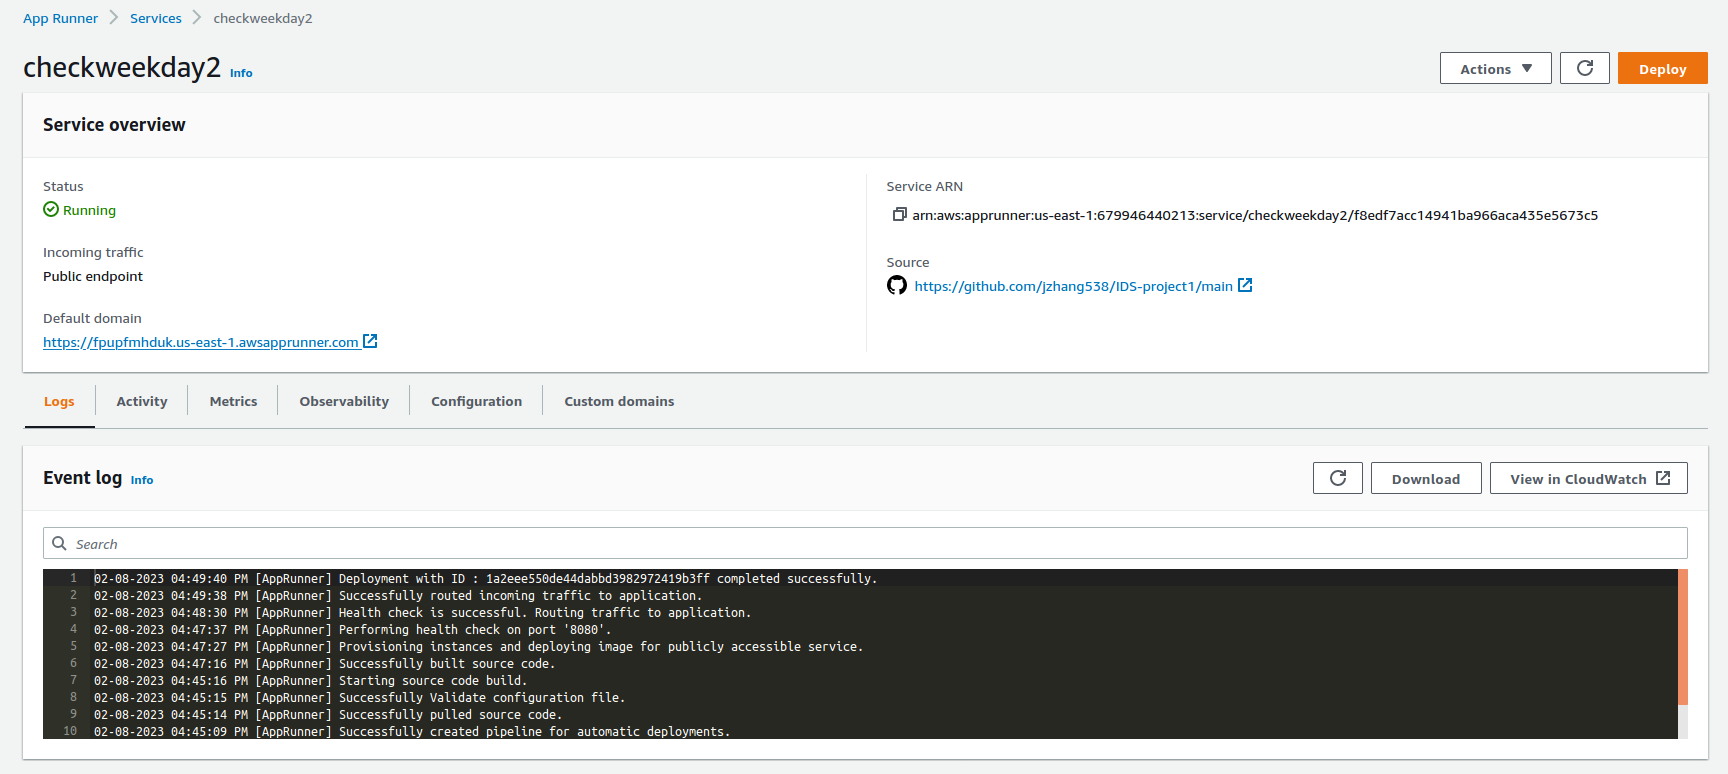 App Runner > Services > checkweekday2
checkweekday2 Info
Actions
Deploy
Service overview
Status
Running
Incoming traffic
Public endpoint
Default domain
https://fpupfmhduk.us-east-1.awsapprunner.com
Service ARN
arn:aws:apprunner:us-east-1:679946440213:service/checkweekday2/f8edf7acc14941ba966aca435e5673c5
Source
https://github.com/jzhang538/IDS-project1/main
Logs Activity Metrics Observability Configuration Custom domains
Event log Info
Download
View in CloudWatch
Search
1 02-08-2023 04:49:40 PM [AppRunner] Deployment with ID : 1a2eee550de44dabbd3982972419b3ff completed successfully.
2 02-08-2023 04:49:38 PM [AppRunner] Successfully routed incoming traffic to application.
3 02-08-2023 04:48:30 PM [AppRunner] Health check is successful. Routing traffic to application.
4 02-08-2023 04:47:37 PM [AppRunner] Performing health check on port '8080'.
5 02-08-2023 04:47:27 PM [AppRunner] Provisioning instances and deploying image for publicly accessible service.
6 02-08-2023 04:47:16 PM [AppRunner] Successfully built source code.
7 02-08-2023 04:45:16 PM [AppRunner] Starting source code build.
8 02-08-2023 04:45:15 PM [AppRunner] Successfully Validate configuration file.
9 02-08-2023 04:45:14 PM [AppRunner] Successfully pulled source code.
10 02-08-2023 04:45:09 PM [AppRunner] Successfully created pipeline for automatic deployments.